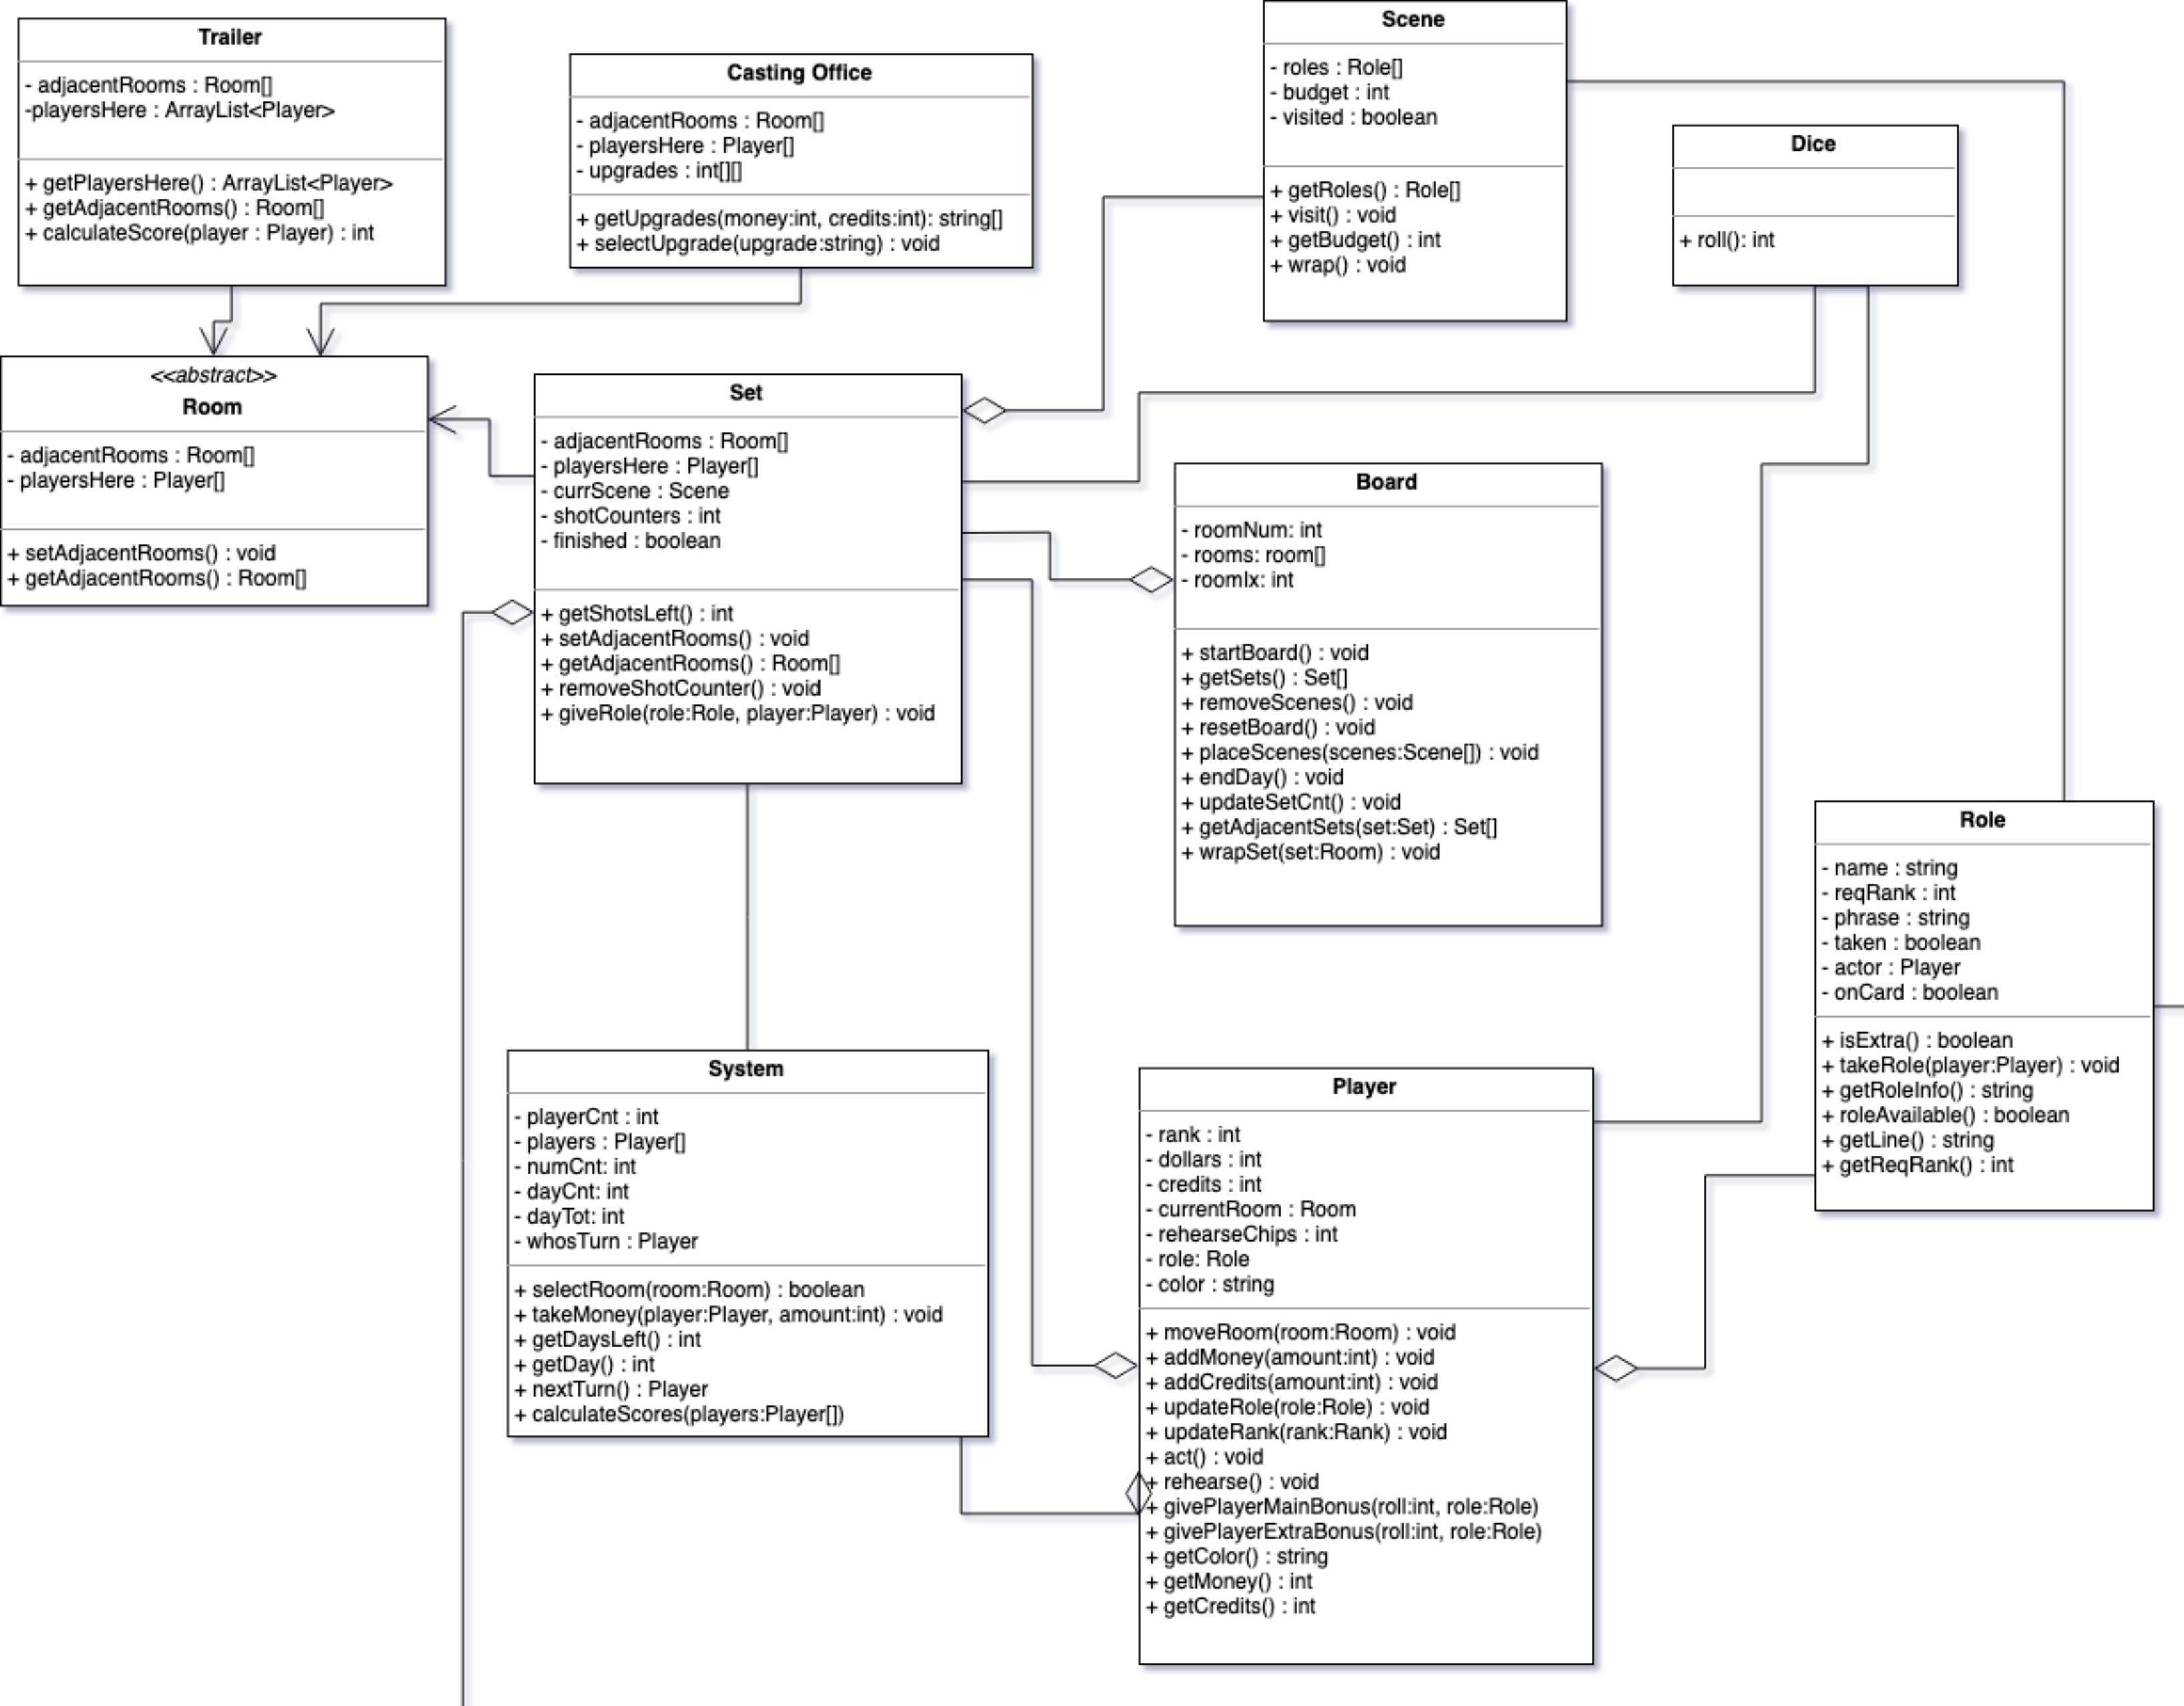 Trailer
- adjacentRooms : Room[]
-playersHere : ArrayList<Player>
+ getPlayersHere() : ArrayList<Player>
+ getAdjacentRooms() : Room[]
+ calculateScore(player : Player) : int
Casting Office
- adjacentRooms : Room[]
- playersHere : Player[]
- upgrades : int[][]
+ getUpgrades(money:int, credits:int): string[]
+ selectUpgrade(upgrade:string) : void
Scene
- roles : Role[]
- budget : int
- visited : boolean
+ getRoles() : Role[]
+ visit() : void
+ getBudget() : int
+ wrap() : void
Dice
+ roll(): int
<<abstract>>
Room
- adjacentRooms : Room[]
- playersHere : Player[]
+ setAdjacentRooms() : void
+ getAdjacentRooms() : Room[]
Set
- adjacentRooms : Room[]
- playersHere : Player[]
- currScene : Scene
- shotCounters : int
- finished : boolean
+ getShotsLeft() : int
+ setAdjacentRooms() : void
+ getAdjacentRooms() : Room[]
+ removeShotCounter() : void
+ giveRole(role:Role, player:Player) : void
Board
- roomNum: int
- rooms: room[]
- roomIx: int
+ startBoard() : void
+ getSets() : Set[]
+ removeScenes() : void
+ resetBoard() : void
+ placeScenes(scenes:Scene[]) : void
+ endDay() : void
+ updateSetCnt() : void
+ getAdjacentSets(set:Set) : Set[]
+ wrapSet(set:Room) : void
Role
- name : string
- reqRank : int
- phrase : string
- taken : boolean
- actor : Player
- onCard : boolean
+ isExtra() : boolean
+ takeRole(player:Player) : void
+ getRoleInfo() : string
+ roleAvailable() : boolean
+ getLine() : string
+ getReqRank() : int
System
- playerCnt : int
- players : Player[]
- numCnt: int
- dayCnt: int
- dayTot: int
- whosTurn : Player
+ selectRoom(room:Room) : boolean
+ takeMoney(player:Player, amount:int) : void
+ getDaysLeft() : int
+ getDay() : int
+ nextTurn() : Player
+ calculateScores(players:Player[])
Player
- rank : int
- dollars : int
- credits : int
- currentRoom : Room
- rehearseChips : int
- role: Role
- color : string
+ moveRoom(room:Room) : void
+ addMoney(amount:int) : void
+ addCredits(amount:int) : void
+ updateRole(role:Role) : void
+ updateRank(rank:Rank) : void
+ act() : void
+ rehearse() : void
+ givePlayerMainBonus(roll:int, role:Role)
+ givePlayerExtraBonus(roll:int, role:Role)
+ getColor() : string
+ getMoney() : int
+ getCredits() : int